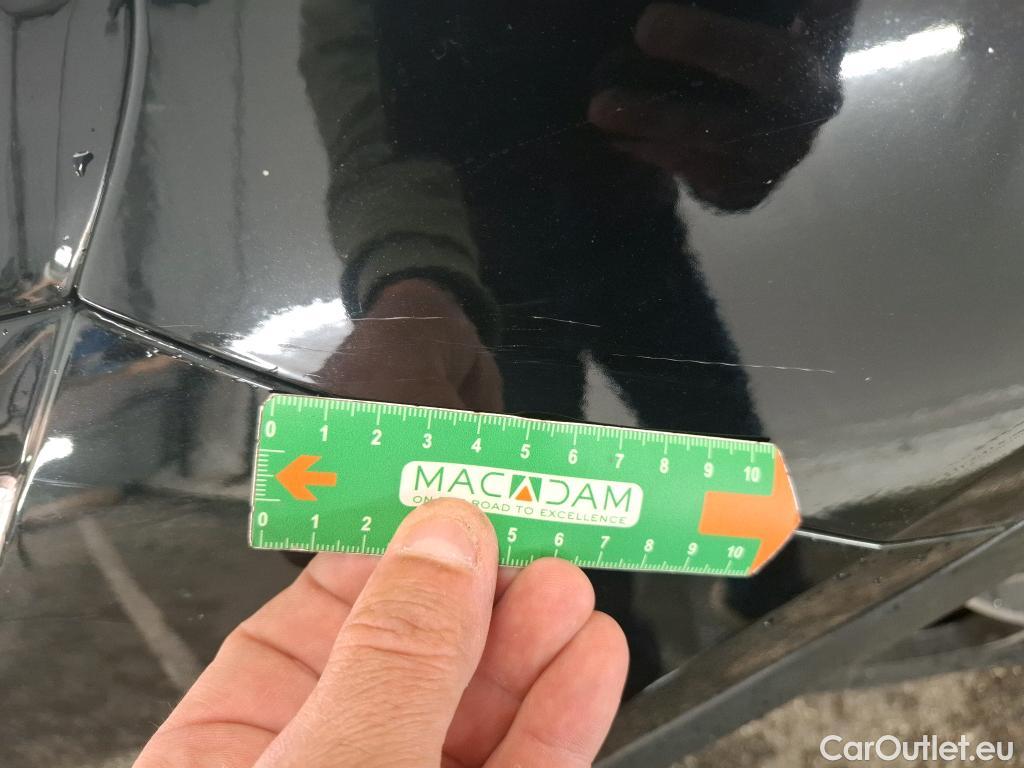 0 1 2 3 4 5 6 7 8 9 10
MACADAM
ROAD TO EXCELLENCE
0 1 2 5 6 7 8 9 10
CarOutlet.eu